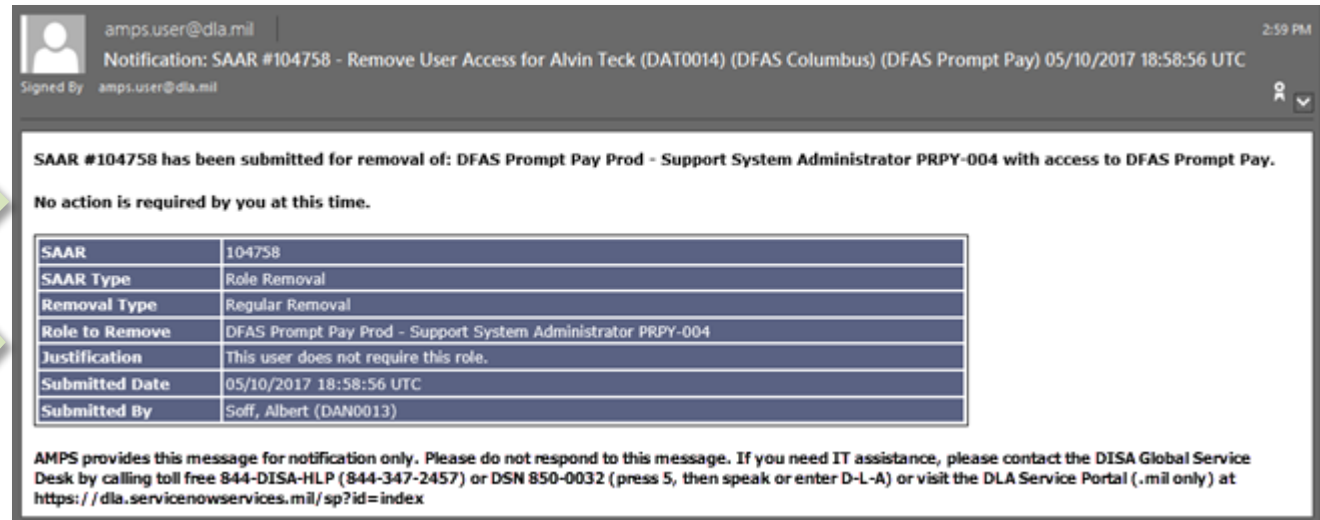 amps.user@dla.mil
2:59 PM
Notification: SAAR #104758 - Remove User Access for Alvin Teck (DAT0014) (DFAS Columbus) (DFAS Prompt Pay) 05/10/2017 18:58:56 UTC
Signed By amps.user@dla.mil
SAAR #104758 has been submitted for removal of: DFAS Prompt Pay Prod - Support System Administrator PRPY-004 with access to DFAS Prompt Pay.
No action is required by you at this time.
SAAR 104758
SAAR Type Role Removal
Removal Type Regular Removal
Role to Remove DFAS Prompt Pay Prod - Support System Administrator PRPY-004
Justification This user does not require this role.
Submitted Date 05/10/2017 18:58:56 UTC
Submitted By Soff, Albert (DAN0013)
AMPS provides this message for notification only. Please do not respond to this message. If you need IT assistance, please contact the DISA Global Service
Desk by calling toll free 844-DISA-HLP (844-347-2457) or DSN 850-0032 (press 5, then speak or enter D-L-A) or visit the DLA Service Portal (.mil only) at
https://dla.servicenowservices.mil/sp?id=index